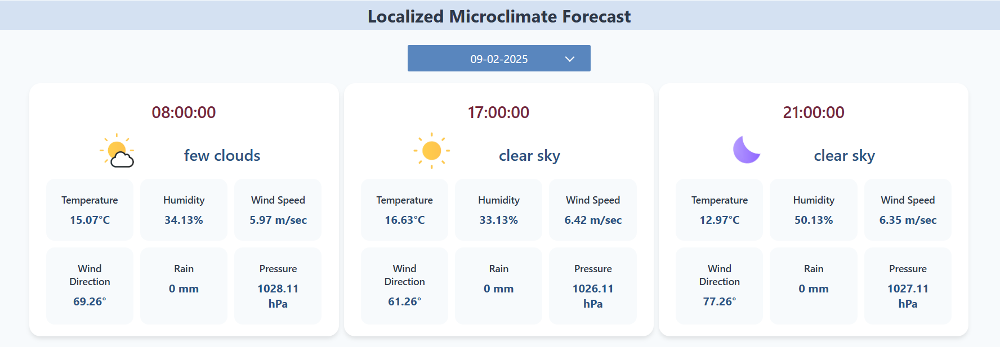 Localized Microclimate Forecast
09-02-2025
08:00:00
few clouds
Temperature
15.07°C
Humidity
34.13%
Wind Speed
5.97 m/sec
Wind
Direction
69.26°
Rain
0 mm
Pressure
1028.11
hPa
17:00:00
clear sky
Temperature
16.63°C
Humidity
33.13%
Wind Speed
6.42 m/sec
Wind
Direction
61.26°
Rain
0 mm
Pressure
1026.11
hPa
21:00:00
clear sky
Temperature
12.97°C
Humidity
50.13%
Wind Speed
6.35 m/sec
Wind
Direction
77.26°
Rain
0 mm
Pressure
1027.11
hPa